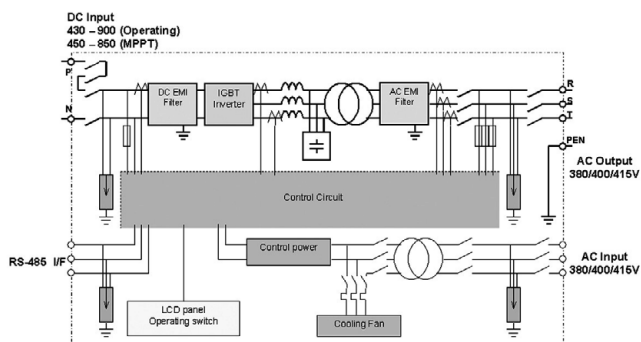 DC Input
430 – 900 (Operating)
450 – 850 (MPPT)
P
N
DC EMI
Filter
IGBT
Inverter
AC EMI
Filter
R
S
T
PEN
AC Output
380/400/415V
Control Circuit
RS-485 I/F
Control power
AC Input
380/400/415V
LCD panel
Operating switch
Cooling Fan